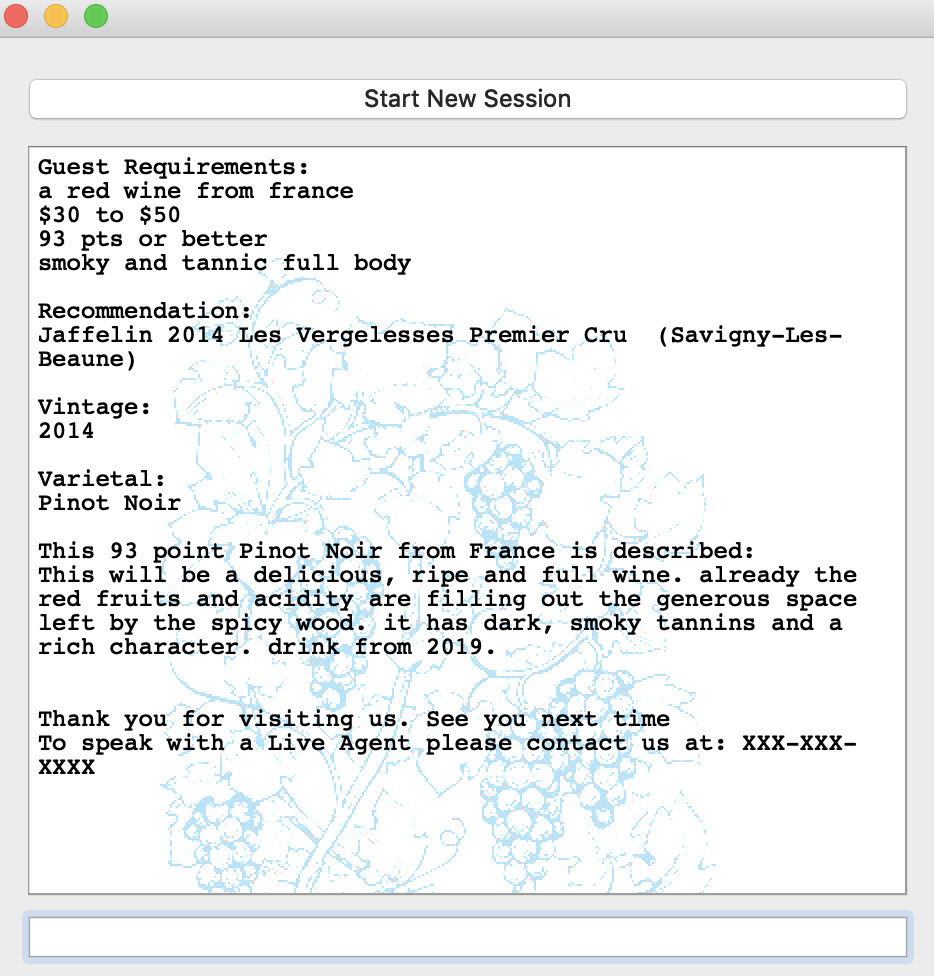 Start New Session
Guest Requirements:
a red wine from france
$30 to $50
93 pts or better
smoky and tannic full body
Recommendation:
Jaffelin 2014 Les Vergelesses Premier Cru  (Savigny-Les-
Beaune)
Vintage:
2014
Varietal:
Pinot Noir
This 93 point Pinot Noir from France is described:
This will be a delicious, ripe and full wine. already the
red fruits and acidity are filling out the generous space
left by the spicy wood. it has dark, smoky tannins and a
rich character. drink from 2019.
Thank you for visiting us. See you next time
To speak with a Live Agent please contact us at: XXX-XXX-
XXXX